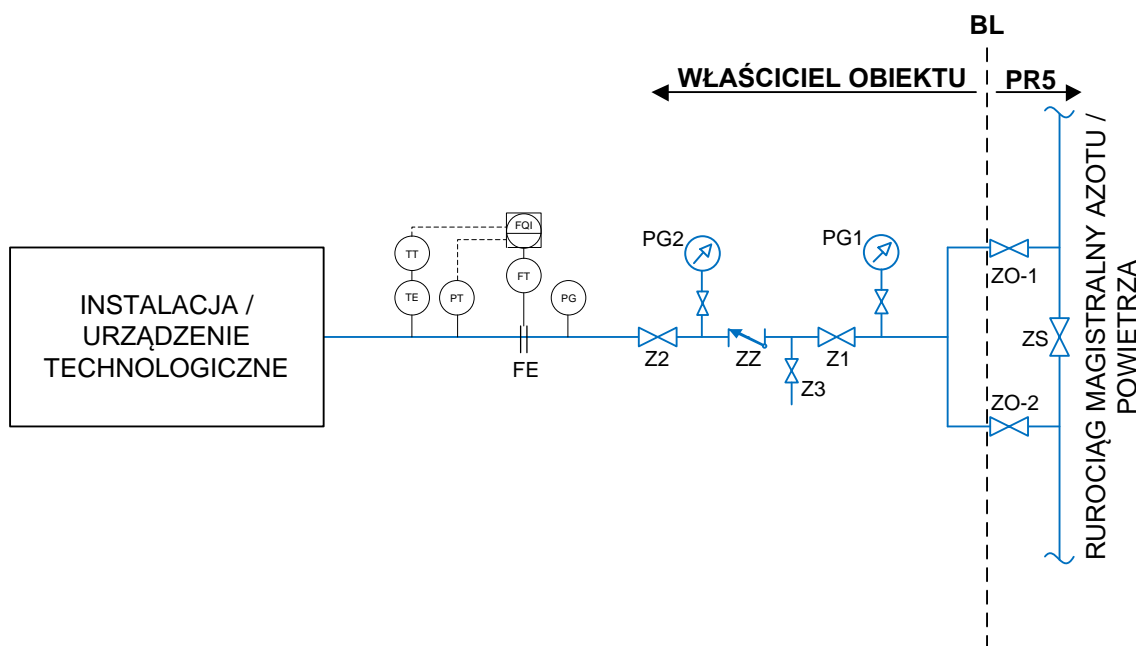 BL
WŁAŚCICIEL OBIEKTU
PR5
FQI
TT
FT
TE
PT
PG
FE
INSTALACJA /
URZĄDZENIE
TECHNOLOGICZNE
PG2
PG1
Z2
ZZ
Z1
Z3
ZO-1
ZS
ZO-2
RUROCIĄG MAGISTRALNY AZOTU /
POWIETRZA